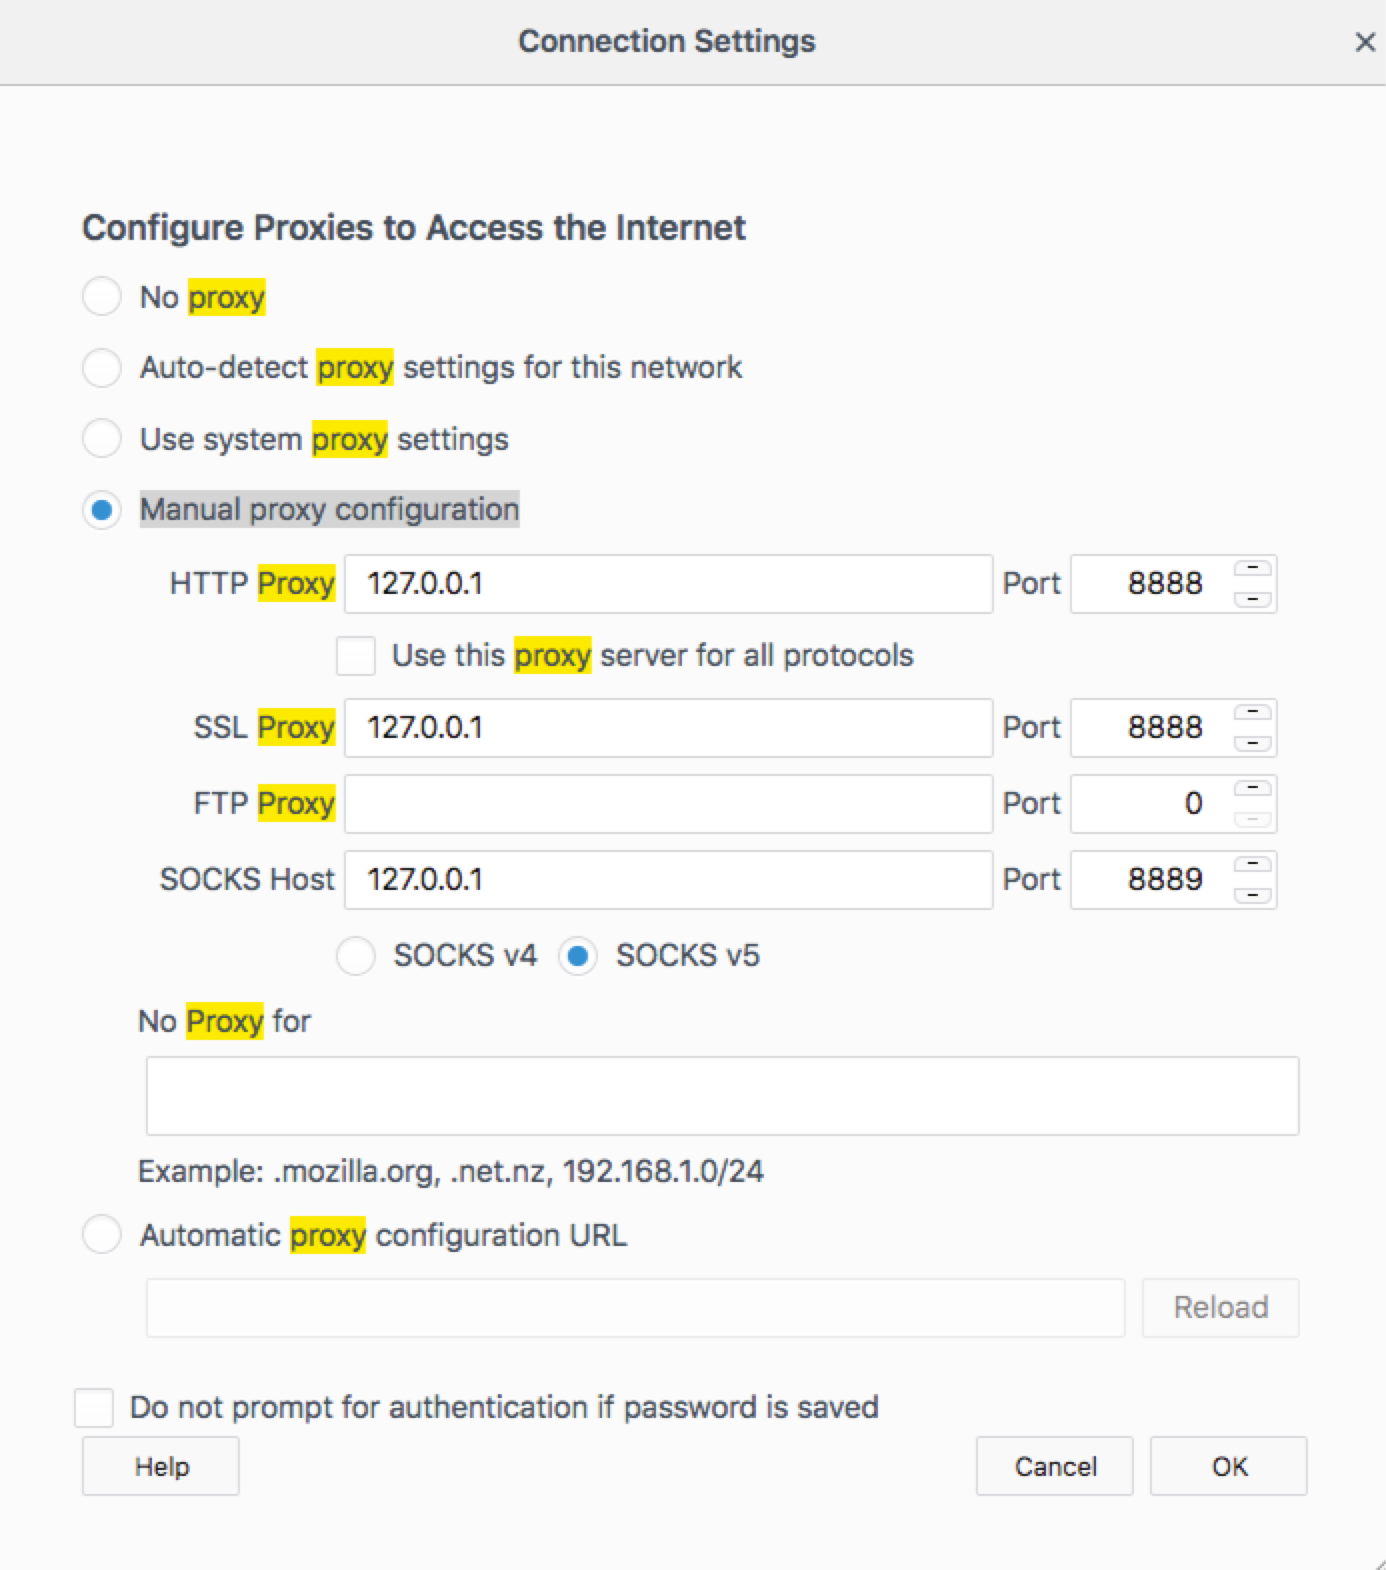 Connection Settings
Configure Proxies to Access the Internet
No proxy
Auto-detect proxy settings for this network
Use system proxy settings
Manual proxy configuration
HTTP Proxy 127.0.0.1 Port 8888
Use this proxy server for all protocols
SSL Proxy 127.0.0.1 Port 8888
FTP Proxy Port 0
SOCKS Host 127.0.0.1 Port 8889
SOCKS v4 SOCKS v5
No Proxy for
Example: .mozilla.org, .net.nz, 192.168.1.0/24
Automatic proxy configuration URL
Reload
Do not prompt for authentication if password is saved
Help Cancel OK